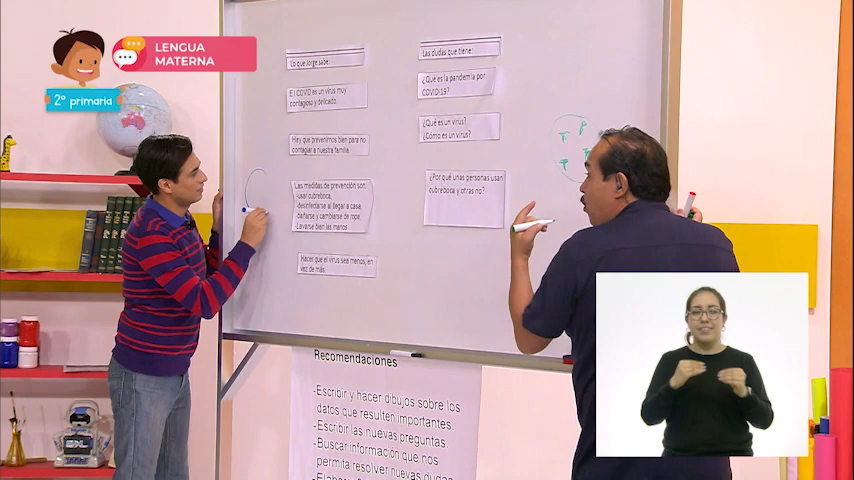 LENGUA
MATERNA
2° primaria
Lo que Jorge sabe:
El COVID es un virus muy
contagioso y delicado.
Hay que prevenirnos bien para no
contagiar a nuestra familia.
Las medidas de prevención son:
-usar cubreboca,
-desinfectarse al llegar a casa,
-bañarse y cambiarse de ropa
Lavarse bien las manos
Hacer que el virus sea menos, en
vez de más.
Las dudas que tiene:
¿Qué es la pandemia por
COVID-19?
¿Qué es un virus?
¿Cómo es un virus?
¿Por qué unas personas usan
cubreboca y otras no?
Recomendaciones
-Escribir y hacer dibujos sobre los
datos que resulten importantes.
-Escribir las nuevas preguntas.
-Buscar información que nos
permita resolver nuevas dudas